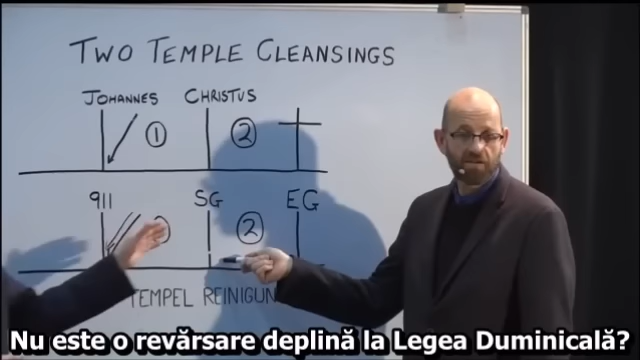 TWO TEMPLE CLEANSINGS
JOHANNES CHRISTUS
1 2
911 SG EG
2
TEMPEL REINIGUN
Nu este o revărsare deplină la Legea Duminicală?